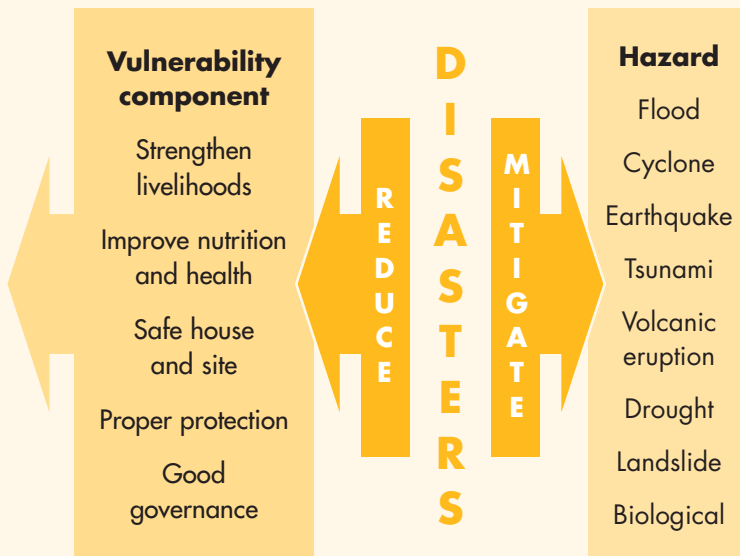 Vulnerability
component
Strengthen
livelihoods
Improve nutrition
and health
Safe house
and site
Proper protection
Good
governance
REDUCE
DISASTERS
MITIGATE
Hazard
Flood
Cyclone
Earthquake
Tsunami
Volcanic
eruption
Drought
Landslide
Biological